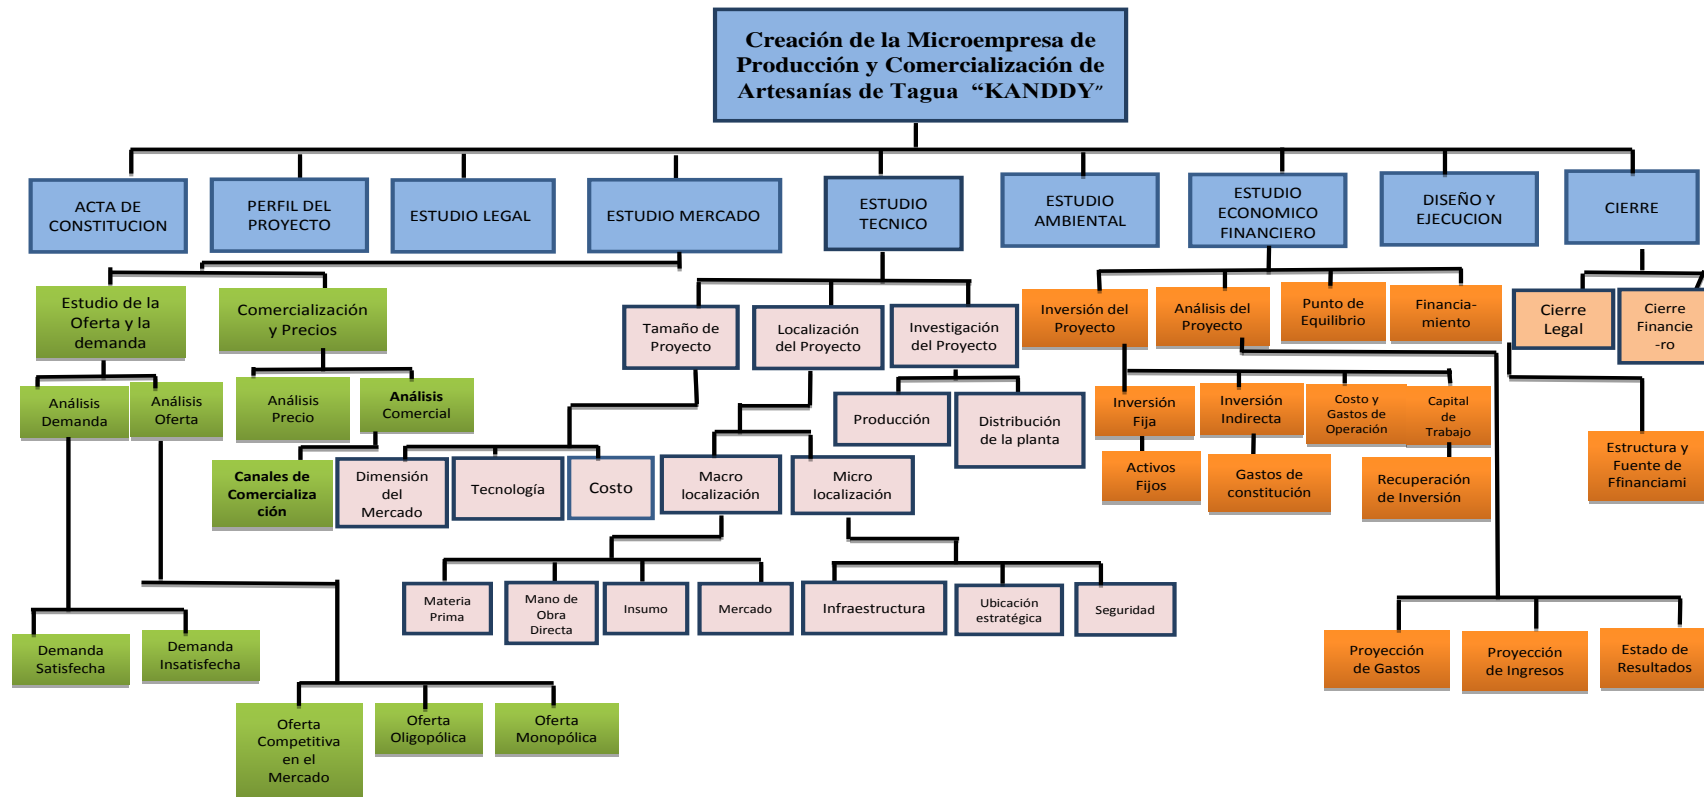 Creación de la Microempresa de
Producción y Comercialización de
Artesanías de Tagua “KANDDY”
ACTA DE
CONSTITUCION
PERFIL DEL
PROYECTO
ESTUDIO LEGAL
ESTUDIO MERCADO
ESTUDIO
TECNICO
ESTUDIO
AMBIENTAL
ESTUDIO
ECONOMICO
FINANCIERO
DISEÑO Y
EJECUCION
CIERRE
Estudio de la
Oferta y la
demanda
Comercialización
y Precios
Tamaño de
Proyecto
Localización
del Proyecto
Investigación
del Proyecto
Inversión del
Proyecto
Análisis del
Proyecto
Punto de
Equilibrio
Financia-
miento
Cierre
Legal
Cierre
Financie
-ro
Análisis
Demanda
Análisis
Oferta
Análisis
Precio
Análisis
Comercial
Producción
Distribución
de la planta
Inversión
Fija
Inversión
Indirecta
Costo y
Gastos de
Operación
Capital
de
Trabajo
Canales de
Comercializa
ción
Dimensión
del
Mercado
Tecnología
Costo
Macro
localización
Micro
localización
Activos
Fijos
Gastos de
constitución
Recuperación
de Inversión
Estructura y
Fuente de
Ffinanciami
Materia
Prima
Mano de
Obra
Directa
Insumo
Mercado
Infraestructura
Ubicación
estratégica
Seguridad
Demanda
Satisfecha
Demanda
Insatisfecha
Proyección
de Gastos
Proyección
de Ingresos
Estado de
Resultados
Oferta
Competitiva
en el
Mercado
Oferta
Oligopólica
Oferta
Monopólica